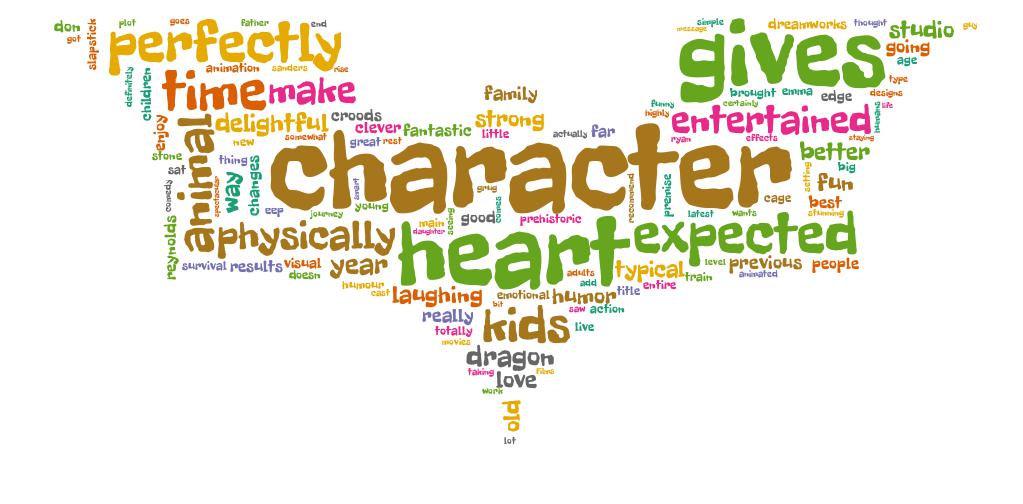 don
plot
goes
father
end
got
slapstick
perfectly
animation
sanders
rise
simple
message
dreamworks
thought
studio
guy
gives
going
age
type
definitely
children
time
make
family
brought
emma
edge
designs
certainly
funny
highly
entertained
humans
life
enjoy
delightful
croods
clever
fantastic
strong
little
actually
far
ryan
effects
staying
new
somewhat
great
rest
character
better
big
stone
sat
thing
animal
spectacular
way
changes
comedy
smart
grug
recommend
premise
setting
fun
cage
best
stunning
eep
journey
young
good
comes
prehistoric
latest
wants
reynolds
physically
main
daughter
seeing
heart
expected
survival
results
visual
doesn
year
adults
add
typical
level
train
previous
animated
people
humour
cast
laughing
emotional
bit
humor
title
entire
really
saw
action
totally
kids
live
movies
dragon
taking
love
films
work
old
lot